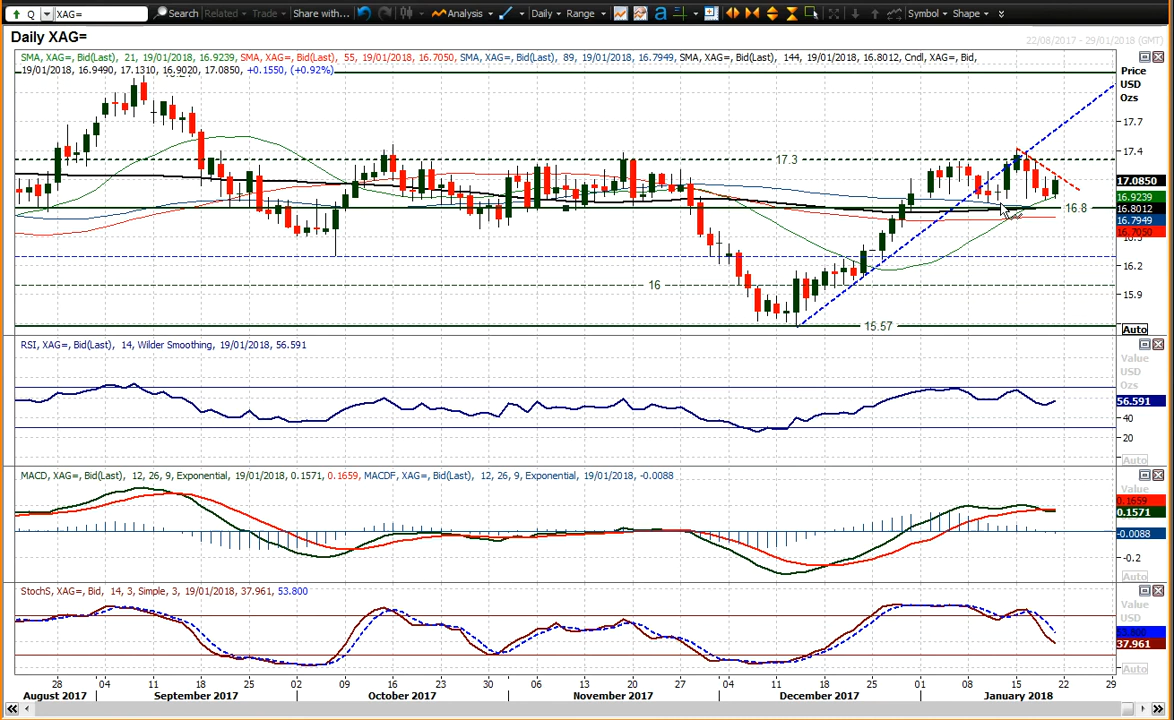 Q XAG= Search Related Trade Share with... Analysis Daily Range Symbol Shape
Daily XAG=
22/08/2017 - 29/01/2018 (GMT)
SMA, XAG=, Bid(Last), 21, 19/01/2018, 16.9239, SMA, XAG=, Bid(Last), 55, 19/01/2018, 16.7050, SMA, XAG=, Bid(Last), 89, 19/01/2018, 16.7949, SMA, XAG=, Bid(Last), 144, 19/01/2018, 16.8012, Cndl, XAG=, Bid,
19/01/2018, 16.9490, 17.1310, 16.9020, 17.0850, +0.1550, (+0.92%)
Price
USD
Ozs
17.7
17.4
17.3
17.0850
16.9239
16.8
16.8012
16.7949
16.7050
16.2
16
15.9
15.57
Auto
RSI, XAG=, Bid(Last), 14, Wilder Smoothing, 19/01/2018, 56.591
Value
USD
Ozs
56.591
40
20
Auto
MACD, XAG=, Bid(Last), 12, 26, 9, Exponential, 19/01/2018, 0.1571, 0.1659, MACDF, XAG=, Bid(Last), 12, 26, 9, Exponential, 19/01/2018, -0.0088
Value
0.1659
0.1571
-0.0088
-0.2
Auto
StochS, XAG=, Bid, 14, 3, Simple, 3, 19/01/2018, 37.961, 53.800
Value
USD
53.800
37.961
Auto
28 04 11 18 25 02 09 16 23 30 06 13 20 27 04 11 18 25 01 08 15 22 29
August 2017 September 2017 October 2017 November 2017 December 2017 January 2018